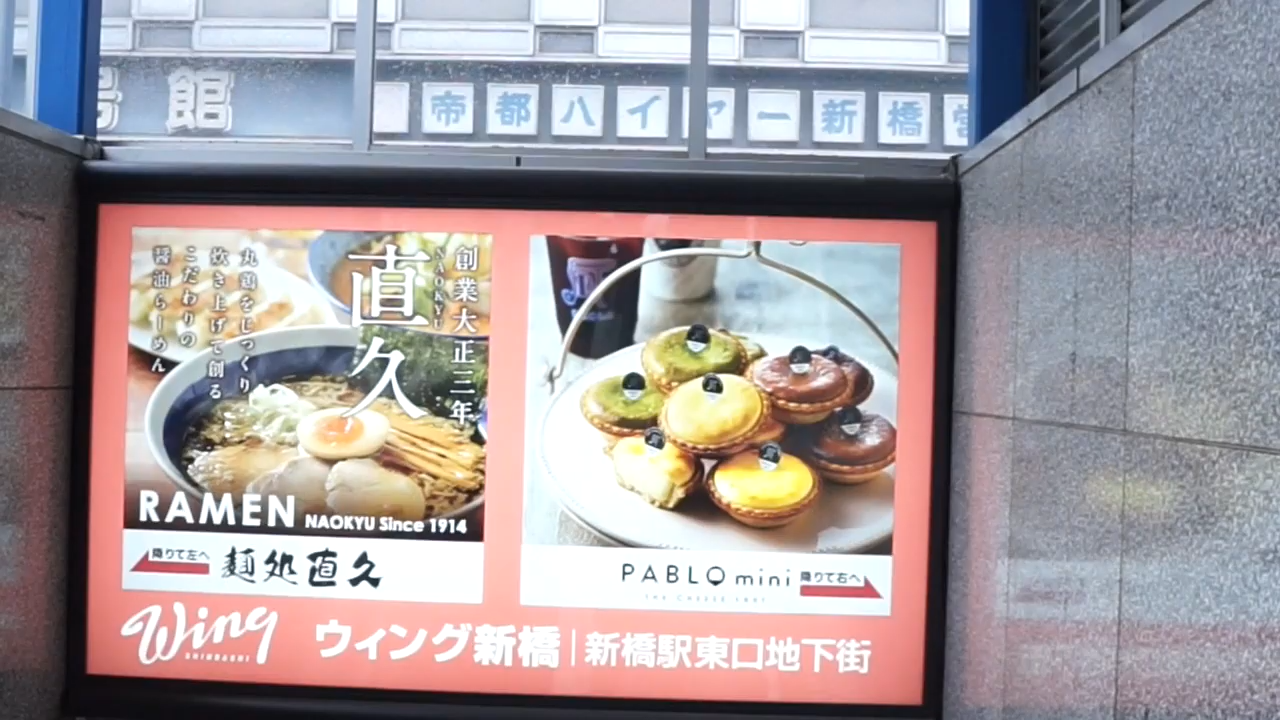 館
帝都ハイヤー新橋営
創業大正三年
NAOKYU
直久
丸鶏をじっくり
炊き上げて創る
こだわりの
醤油らーめん
RAMEN NAOKYU Since 1914
降りて左へ
麺処直久
PABLO mini
降りて右へ
Wing
SHINBASHI
ウィング新橋|新橋駅東口地下街